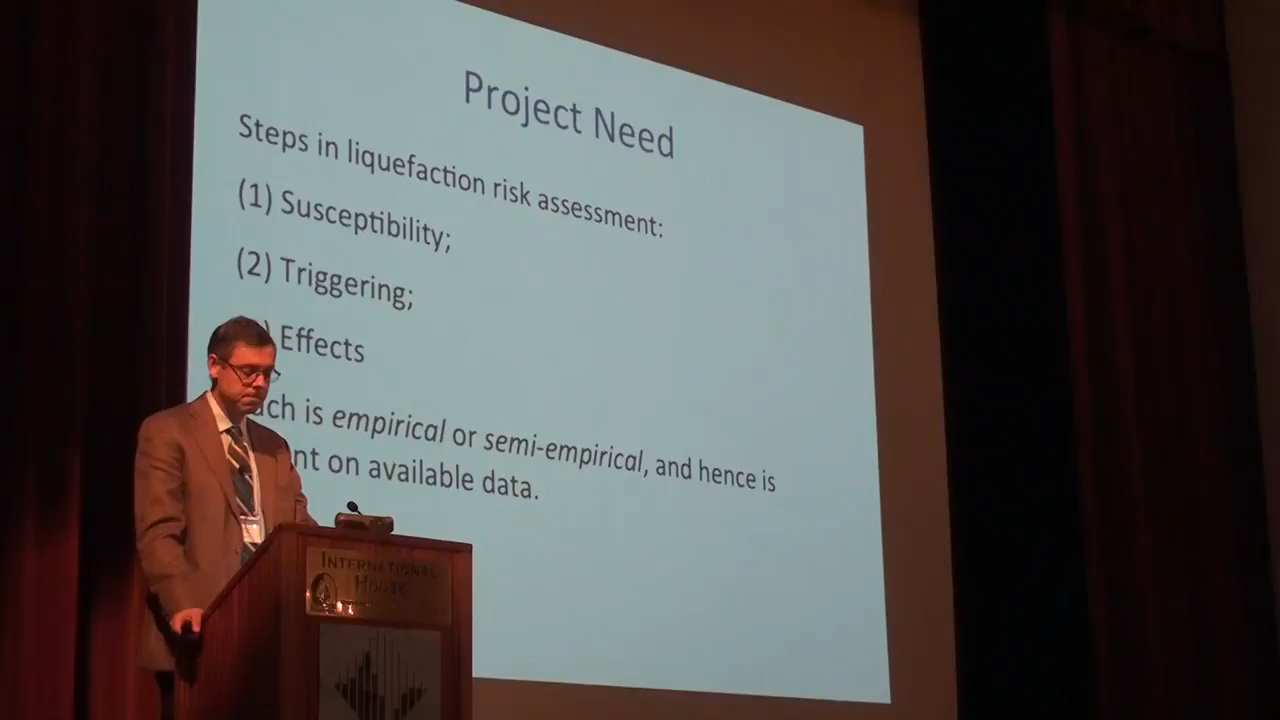 Project Need
Steps in liquefaction risk assessment:
(1) Susceptibility;
(2) Triggering;
) Effects
ach is empirical or semi-empirical, and hence is
nt on available data.
INTERNATIONAL
HOUSE